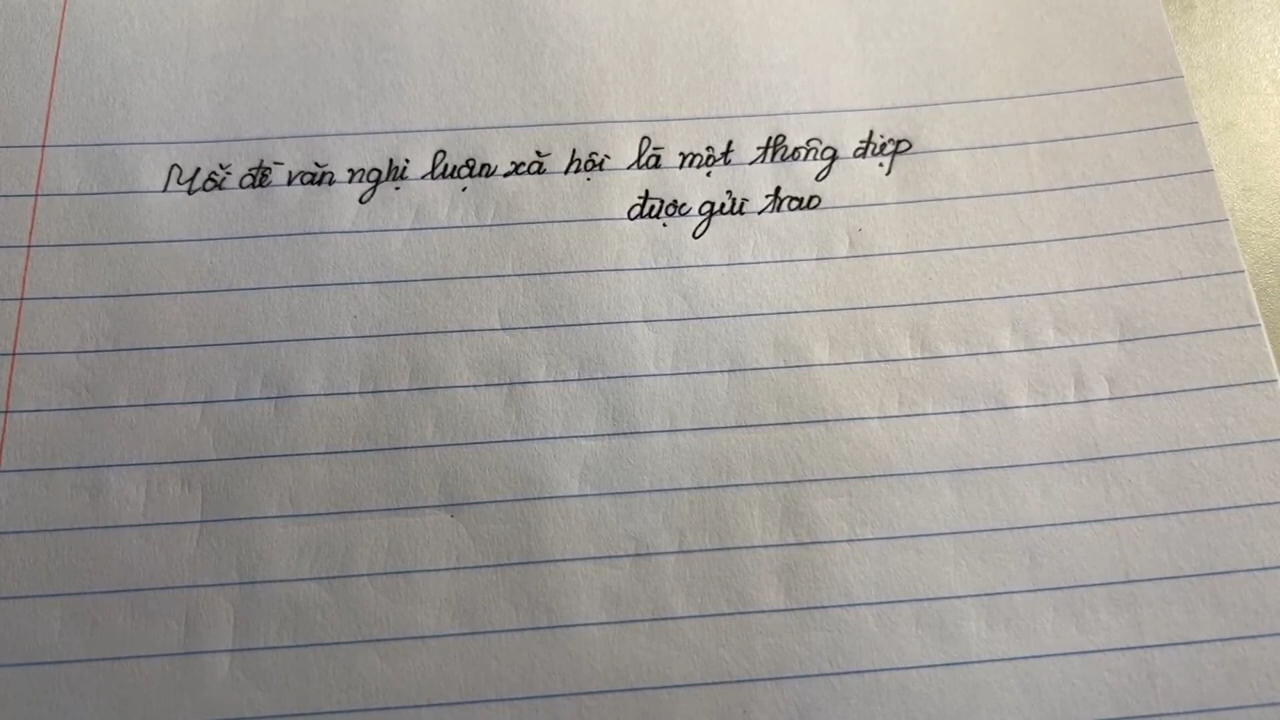 Mỗi đề văn nghị luận xã hội là một thông điệp
được gửi trao